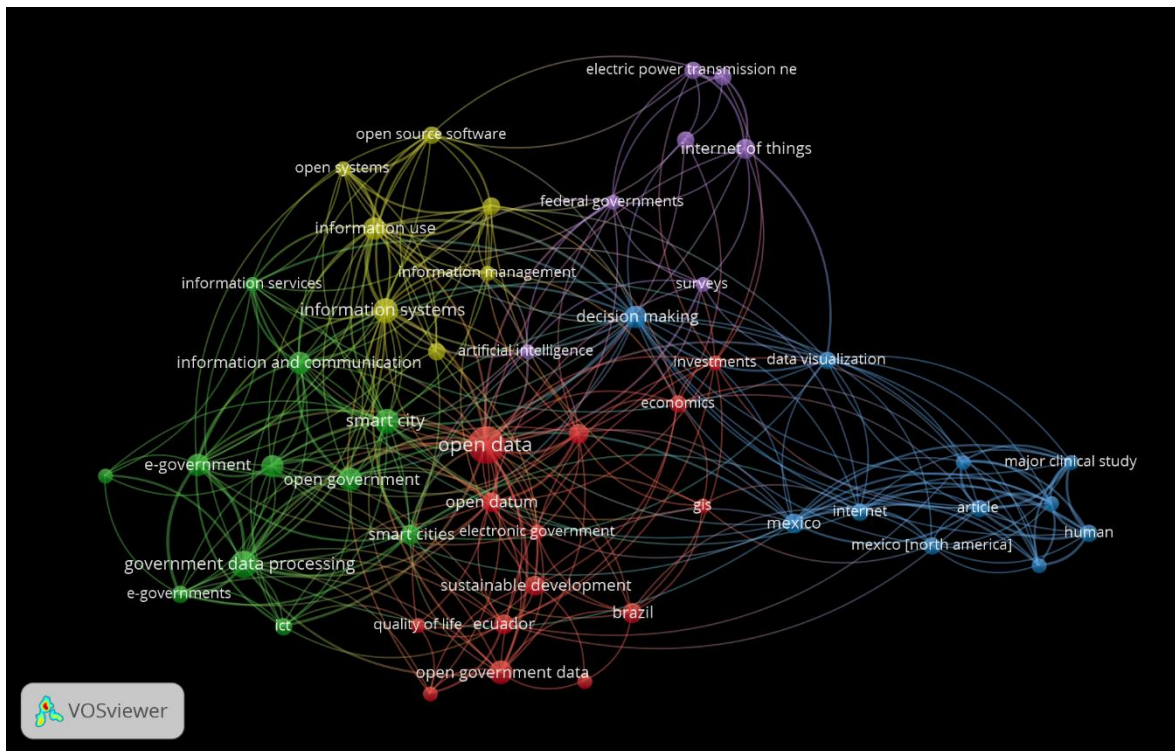 electric power transmission ne
open source software
internet of things
open systems
federal governments
information use
information management
information services
surveys
information systems
decision making
artificial intelligence
information and communication
investments
data visualization
economics
smart city
open data
e-government
major clinical study
open government
open datum
gis
internet
article
mexico
smart cities
electronic government
human
mexico [north america]
government data processing
sustainable development
e-governments
brazil
ict
quality of life
ecuador
open government data
VOSviewer